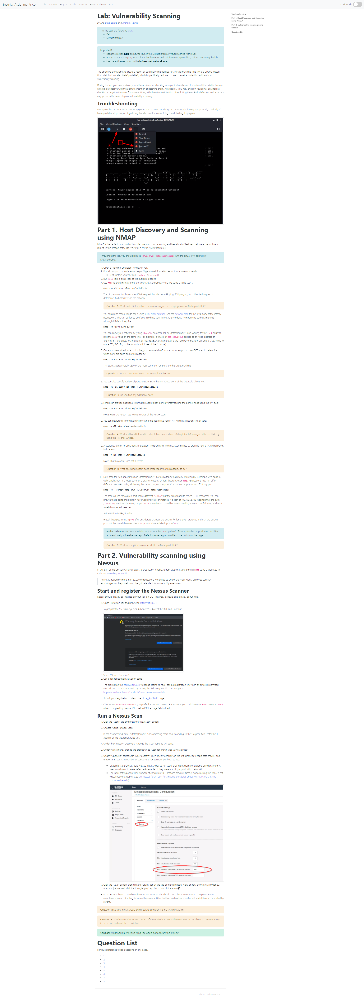 Security-Assignments.com Labs Tutorials Projects In-class Activities Books and Films Store Dark Mode
Troubleshooting
Part 1. Host Discovery and Scanning
using NMAP
Part 2. Vulnerability scanning using
Nessus
Question List
Lab: Vulnerability Scanning
By Drs. Dave Eargle and Anthony Vance
This lab uses the following VMs:
Kali
Metasploitable2
Important!
Read the section here on how to launch the Metasploitable2 virtual machine within Kali.
Ensure that you can ping Metasploitable2 from Kali, and Kali from Metasploitable2, before continuing the lab.
Use the addresses shown in the infosec-net network map.
The objective of this lab is to create a report of potential vulnerabilities for a virtual machine. The VM is a Ubuntu-based
Linux distribution called MetaSploitable2, which is specifically designed to teach penetration testing skills such as
vulnerability scanning.
During the lab, you may envision yourself as a defender, checking an organizational assets for vulnerabilities visible from an
external perspective with the ultimate intention of patching them. Alternatively, you may envision yourself as an attacker,
checking a target victim asset for vulnerabilities, with the ultimate intention of exploiting them. Both defenders and attackers
may perform the same steps of vulnerability scanning.
Troubleshooting
Metasploitable2 is an ancient operating system. It is prone to crashing and otherwise behaving unexpectedly suddenly. If
Metasploitable stops responding during the lab, then try force-off'ing it and starting it up again:
lab-metasploitable2_default on QEMU/KVM
File Virtual Machine View Send Key
Reboot
Shut Down
Force Reset
Force Off
Save
1.
2.
* Starting deferred ler atd [ OK ]
* Starting periodic r crond [ OK ]
* Starting Tomcat s cat5.5 [ OK ]
* Starting web server apache2 [ OK ]
* Running local boot scripts (/etc/rc.local)
nohup: appending output to `nohup.out'
nohup: appending output to `nohup.out'
[ OK ]
Warning: Never expose this VM to an untrusted network!
Contact: msfdev[at]metasploit.com
Login with msfadmin/msfadmin to get started
metasploitable login: _
Part 1. Host Discovery and Scanning
using NMAP
NMAP is the de facto standard of host discovery and port scanning and has a host of features that make the tool very
robust. In this section of the lab, you'll try a few of NMAP's features.
Throughout the lab, you should replace <IP.addr.of.metasploitable2> with the actual IPv4 address of
Metasploitable.
1. Open a "Terminal Emulator" window in Kali.
2. Run all nmap commands as root – you'll get more information as root for some commands.
"Get root" in your shell (i.e., sudo -s or su root).
3. Run nmap. Take a quick look at the available options.
4. Use nmap to determine whether the your Metasploitable2 VM is live using a "ping scan":
nmap -sn <IP.addr.of.metasploitable2>
The ping scan not only sends an ICMP request, but also an ARP ping, TCP pinging, and other techniques to
determine if a host is live on the network.
Question 1: What kind of information is shown when you run this ping scan for Metasploitable2?
You could also scan a range of IPs using CIDR block notation. See the network map for the ipv4 block of the infosec-
net network. This can be fun to do if you also have your vulnerable Windows 7 vm running at the same time,
although this is not required.
nmap -sn <ipv4 CIDR block>
You can know your network by typing ifconfig on either Kali or Metasploitable2, and looking for the inet address
plus the mask value on the same line. For example, a "mask" of 255.255.255.0 applied to an "inet" address of
192.168.56.17 translates to a network of 192.168.56.0/ 24. (Where 24 is the number of bits to mask and it takes 8 bits to
make 255. 8x3=24, so that would mask three of the '.' blocks.)
5. Once you determine that a host is live, you can use NMAP to scan for open ports. Use a TCP scan to determine
which ports are open on Metasploitable2:
nmap -sS <IP.addr.of.metasploitable2>
This scans approximately 1,800 of the most common TCP ports on the target machine.
Question 2: Which ports are open on the Metasploitable2 VM?
6. You can also specify additional ports to scan. Scan the first 10,000 ports of the Metasploitable2 VM:
nmap -sS -p1-10000 <IP.addr.of.metasploitable2>
Question 3: Did you find any additional ports?
7. Nmap can provide additional information about open ports by interrogating the ports it finds using the "sV" flag:
nmap -sV <IP.addr.of.metasploitable2>
Note: Press the "enter" key to see a status of the NMAP scan.
8. You can get further information still by using the aggressive flag ("-A"), which is a kitchen-sink of sorts.
nmap -A <IP.addr.of.metasploitable2>
Question 4: What additional information about the open ports on Metasploitable2 were you able to obtain by
using the -sV and -A flags?
9. A useful feature of nmap is operating system fingerprinting, which it accomplishes by profiling how a system responds
to its scans.
nmap -O <IP.addr.of.metasploitable2>
Note: That's a capital "oh" not a "zero."
Question 5: What operating system does nmap report Metasploitable2 to be?
10. Now scan for web applications on Metasploitable2. Metasploitable2 has many intentionally vulnerable web apps. A
web "application" is a loose term for a distinct website, or app, that runs over http. Applications may run off of
different base URL paths, all sharing the same port, such as port 80 – but web apps can run off of any port.
nmap -sV --script=http-enum <IP.addr.of.metasploitable2>
The scan will list, for a given port, many different /paths/ that the scan found to return HTTP responses. You can
browse these ports and paths in Kali's web browser. For instance, if a scan of 192.168.56.102 reported that the path
/tikiwiki/ was found running on port 4454, then the app could be investigated by entering the following address in
a web browser address bar:
192.168.56.102:4454/tikiwiki/
(Recall that specifying a :port after an address changes the default for for a given protocol, and that the default
protocol that a web browser tries is http, which hsa a default port of 80.)
Feeling adventurous? Use a web browser to visit the /dvwa path off of Metasploitable2's ip address. You'll find
an intentionally vulnerable web app. Default username/password is on the bottom of the page.
Question 6: What web applications are available on Metasploitable2?
Part 2. Vulnerability scanning using
Nessus
In this part of the lab, you will use Nessus, a product by Tenable, to replicate what you did with nmap using a tool used in
industry. According to Tenable:
Nessus is trusted by more than 30,000 organizations worldwide as one of the most widely deployed security
technologies on the planet - and the gold standard for vulnerability assessment.
Start and register the Nessus Scanner
Nessus should already be installed on your Kali-on-GCP instance. It should also already be running.
1. Open Firefox on Kali and browse to https://kali:8834.
To get past the SSL warning, click 'Advanced' > 'Accept the Risk and Continue'.
Warning: Potential Security Risk Ahead
2. Select "Nessus Essentials"
3. Get a free registration activation code.
The prompt on the https://kali:8834 webpage seems to never send a registration link when an email is submitted.
Instead, get a registration code by visiting the following tenable.com webpage:
https://www.tenable.com/products/nessus/nessus-essentials
Submit your registration code on the https://kali:8834 page.
4. Choose any username:password you prefer for use with nessus. For instance, you could use user root password toor
when prompted by Nessus. Click "reload" if the page fails to load.
Run a Nessus Scan
1. Click the "Scans" tab and press the "New Scan" button.
2. Choose "Basic Network Scan"
3. In the "Name" field, enter "Metasploitable2" or something more cool-sounding. In the "Targets" field, enter the IP
address of the MetaSploitable2 VM.
4. Under the category "Discovery," change the "Scan Type" to "All ports."
5. Under "Assessment", change the dropdown to "Scan for known web vulnerabilities."
6. Under "Advanced", select Scan Type "Custom". Then select "General" on the left. Uncheck "Enable safe checks," and
(Important!) set "Max number of concurrent TCP sessions per host" to 100.
Disabling "Safe Checks" tells Nessus that it's okay to run scans that might crash the systems being scanned. A
user would want to leave safe checks enabled if they were scanning a production network!
The latter setting about limit number of concurrent TCP sessions prevents Nessus from crashing the infosec-net
virtual network adapter (see this Nessus forum post for amusing anecdotes about Nessus scans crashing
corporate firewalls).
nessus Scans Settings
Metasploitable2 scan / Configuration
< Back to Scan Report
My Scans
All Scans
Trash
Policies
Plugin Rules
Customized Reports
Community
Research
Settings Credentials Plugins
BASIC
DISCOVERY
ASSESSMENT
REPORT
ADVANCED
General
General Settings
Enable safe checks
Stop scanning hosts that become unresponsive during the scan
Scan IP addresses in a random order
Automatically accept detected SSH disclaimer prompts
Scan targets with multiple domain names in parallel
Performance Options
Slow down the scan when network congestion is detected
Network timeout (in seconds) 5
Max simultaneous checks per host 4
Max simultaneous hosts per scan 30
Max number of concurrent TCP sessions per host 100
Max number of concurrent TCP sessions per scan
7. Click the "Save" button, then click the "Scans" tab at the top of the web page. Next, on row of the Metasploitable2
scan you just created, click the triangle "play" symbol to launch the scan 🚀.
8. In the Scans tab you should see the scan job running. This should take about 10 minutes to complete. In the
meantime, you can click the job to see the vulnerabilities that Nessus has found so far. Vulnerabilities can be sorted by
severity.
Question 7: Do you think it would be difficult to compromise this system? Explain.
Question 8: Which vulnerabilities are critical? Of these, which appear to be most serious? Double-click a vulnerability
in the report and read the description.
Consider: What would be the first thing you would do to secure this system?
Question List
For quick reference to lab questions on this page.
1
2
3
4
5
6
7
8
About and Fine Print